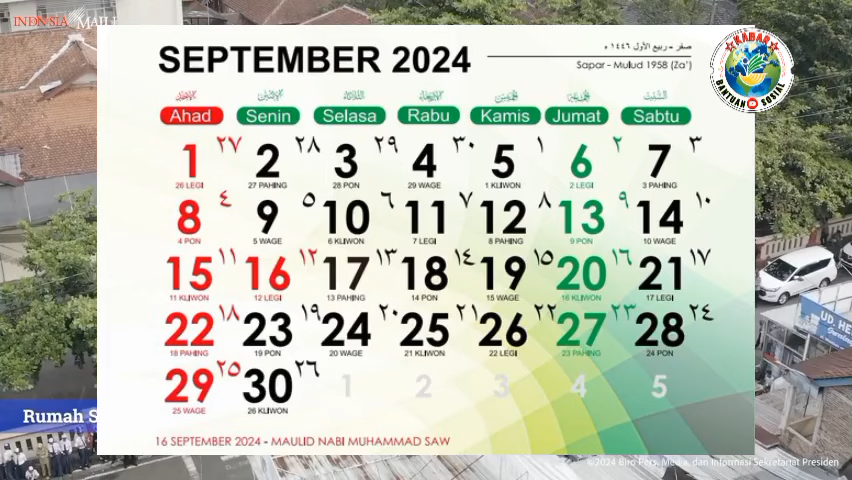 INDONESIA
KABAR
BANTUAN SOSIAL
SEPTEMBER 2024
صفر - ربيع الأول ١٤٤٦ ه
Sapar - Mulud 1958 (Za')
Ahad Senin Selasa Rabu Kamis Jumat Sabtu
1 ٢٧ 2 ٢٨ 3 ٢٩ 4 ٣٠ 5 ١ 6 ٢ 7 ٣
26 LEGI 27 PAHING 28 PON 29 WAGE 1 KLIWON 2 LEGI 3 PAHING
8 ٤ 9 ٥ 10 ٦ 11 ٧ 12 ٨ 13 ٩ 14 ١٠
4 PON 5 WAGE 6 KLIWON 7 LEGI 8 PAHING 9 PON 10 WAGE
15 ١١ 16 ١٢ 17 ١٣ 18 ١٤ 19 ١٥ 20 ١٦ 21 ١٧
11 KLIWON 12 LEGI 13 PAHING 14 PON 15 WAGE 16 KLIWON 17 LEGI
22 ١٨ 23 ١٩ 24 ٢٠ 25 ٢١ 26 ٢٢ 27 ٢٣ 28 ٢٤
18 PAHING 19 PON 20 WAGE 21 KLIWON 22 LEGI 23 PAHING 24 PON
29 ٢٥ 30 ٢٦ 1 2 3 4 5
25 WAGE 26 KLIWON
16 SEPTEMBER 2024 - MAULID NABI MUHAMMAD SAW
UD. HE
Rumah S
©2024 Biro Pers, Media, dan Informasi Sekretariat Presiden